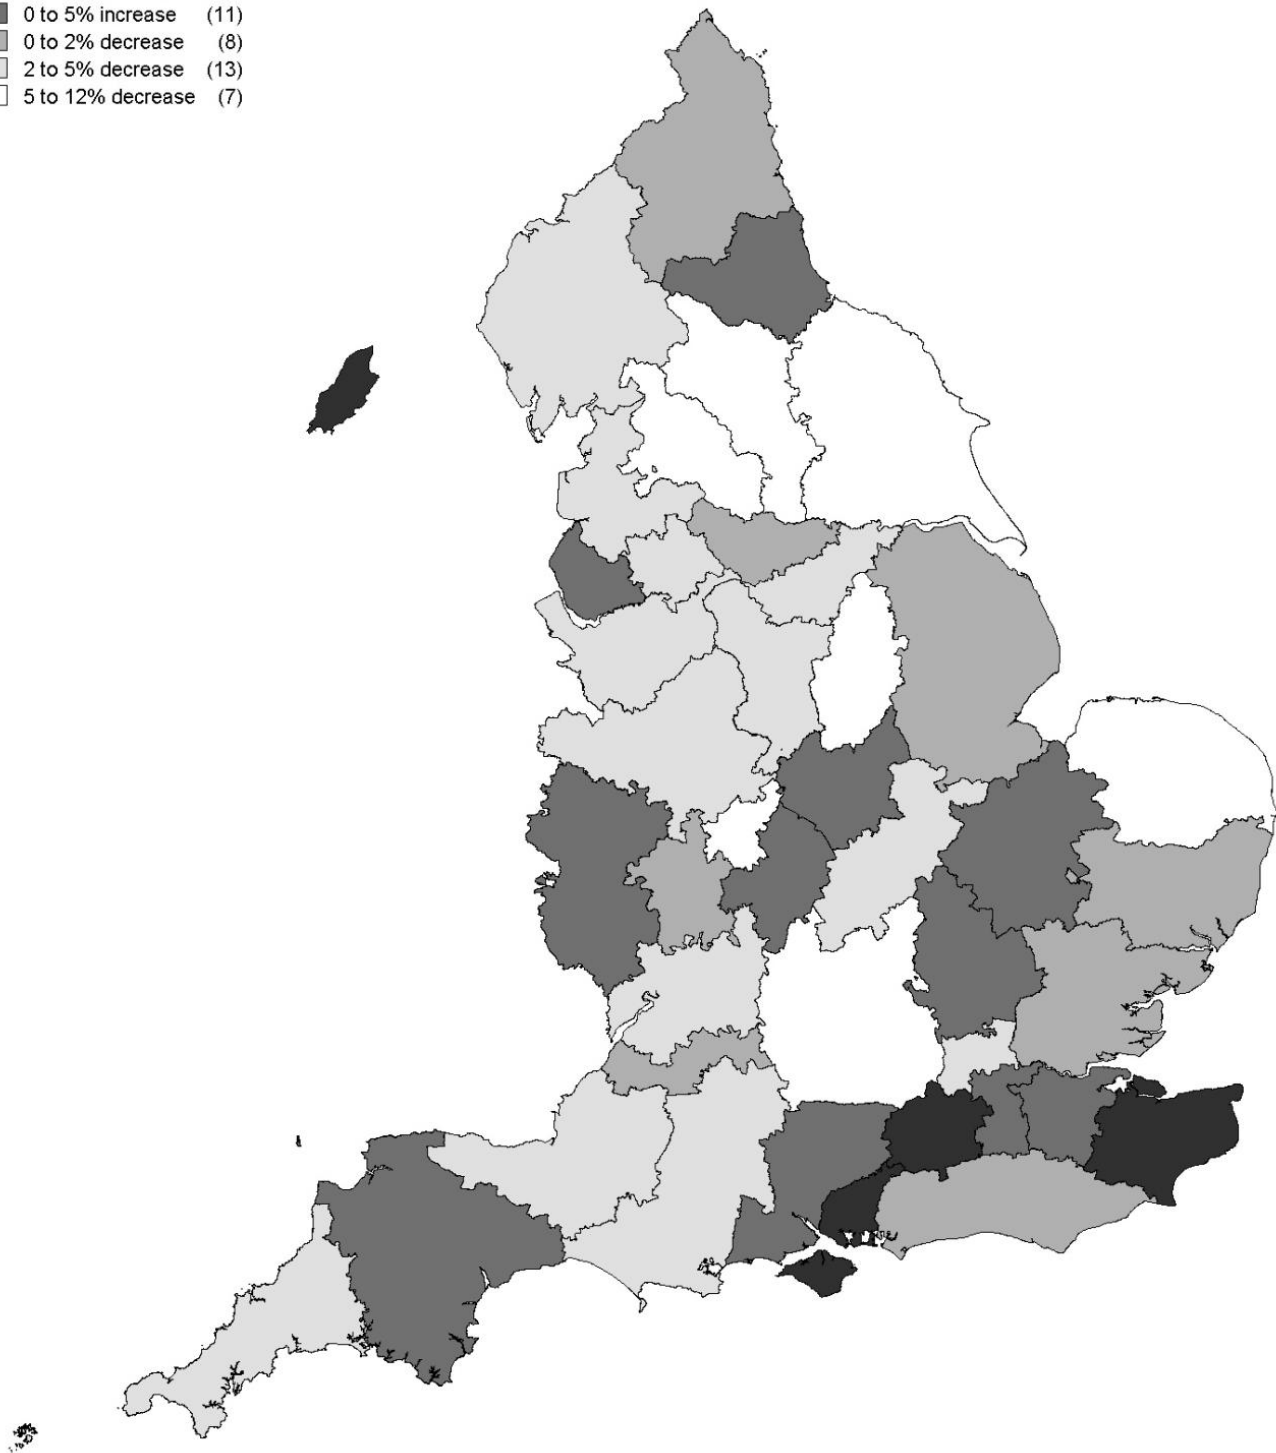 0 to 5% increase (11)
0 to 2% decrease (8)
2 to 5% decrease (13)
5 to 12% decrease (7)